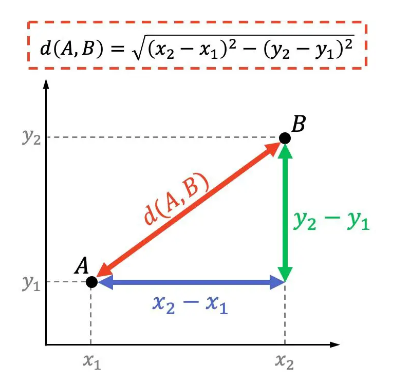 d(A, B) = √(x₂ − x₁)² − (y₂ − y₁)²
y₂
B
d(A, B)
y₂ − y₁
A
y₁
x₂ − x₁
x₁
x₂